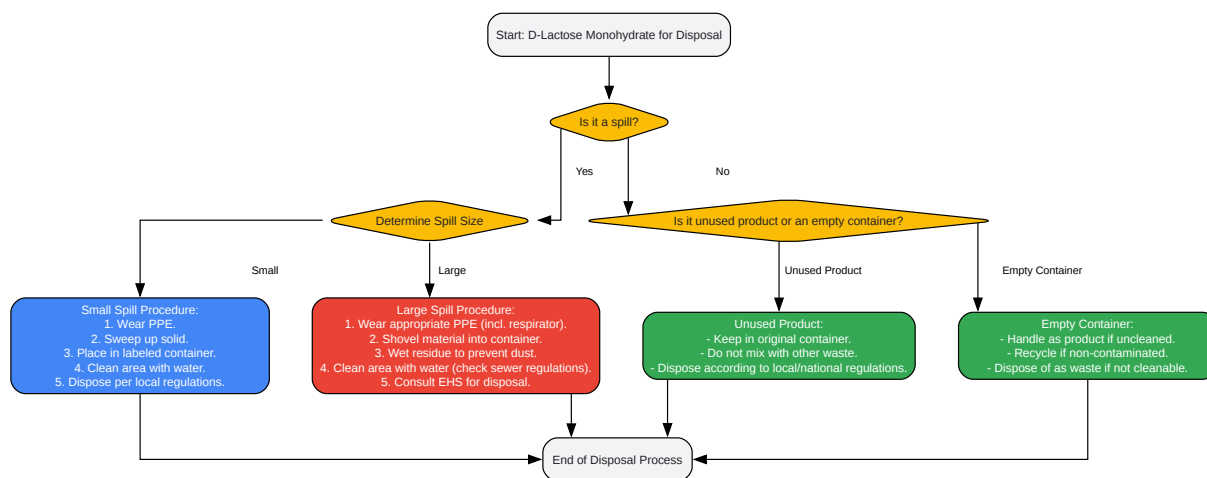 Start: D-Lactose Monohydrate for Disposal
Is it a spill?
Yes
No
Determine Spill Size
Is it unused product or an empty container?
Small
Large
Unused Product
Empty Container
Small Spill Procedure:
1. Wear PPE.
2. Sweep up solid.
3. Place in labeled container.
4. Clean area with water.
5. Dispose per local regulations.
Large Spill Procedure:
1. Wear appropriate PPE (incl. respirator).
2. Shovel material into container.
3. Wet residue to prevent dust.
4. Clean area with water (check sewer regulations).
5. Consult EHS for disposal.
Unused Product:
- Keep in original container.
- Do not mix with other waste.
- Dispose according to local/national regulations.
Empty Container:
- Handle as product if uncleaned.
- Recycle if non-contaminated.
- Dispose of as waste if not cleanable.
End of Disposal Process